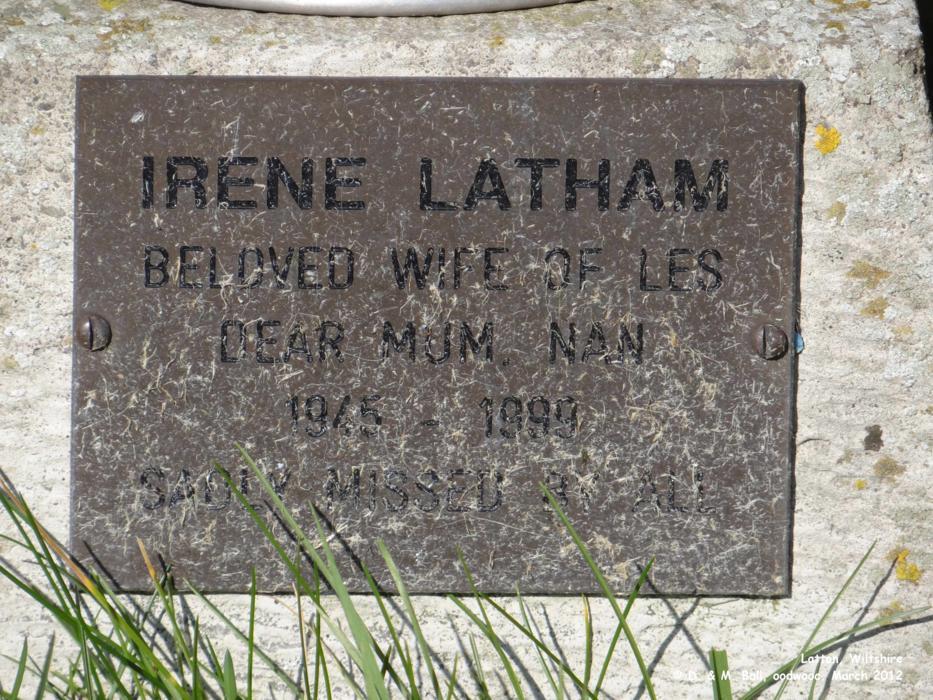 IRENE LATHAM
BELOVED WIFE OF LES
DEAR MUM, NAN
1945 - 1999
SADLY MISSED BY ALL
Latton, Wiltshire
© D. & M. Ball, oodwooc March 2012